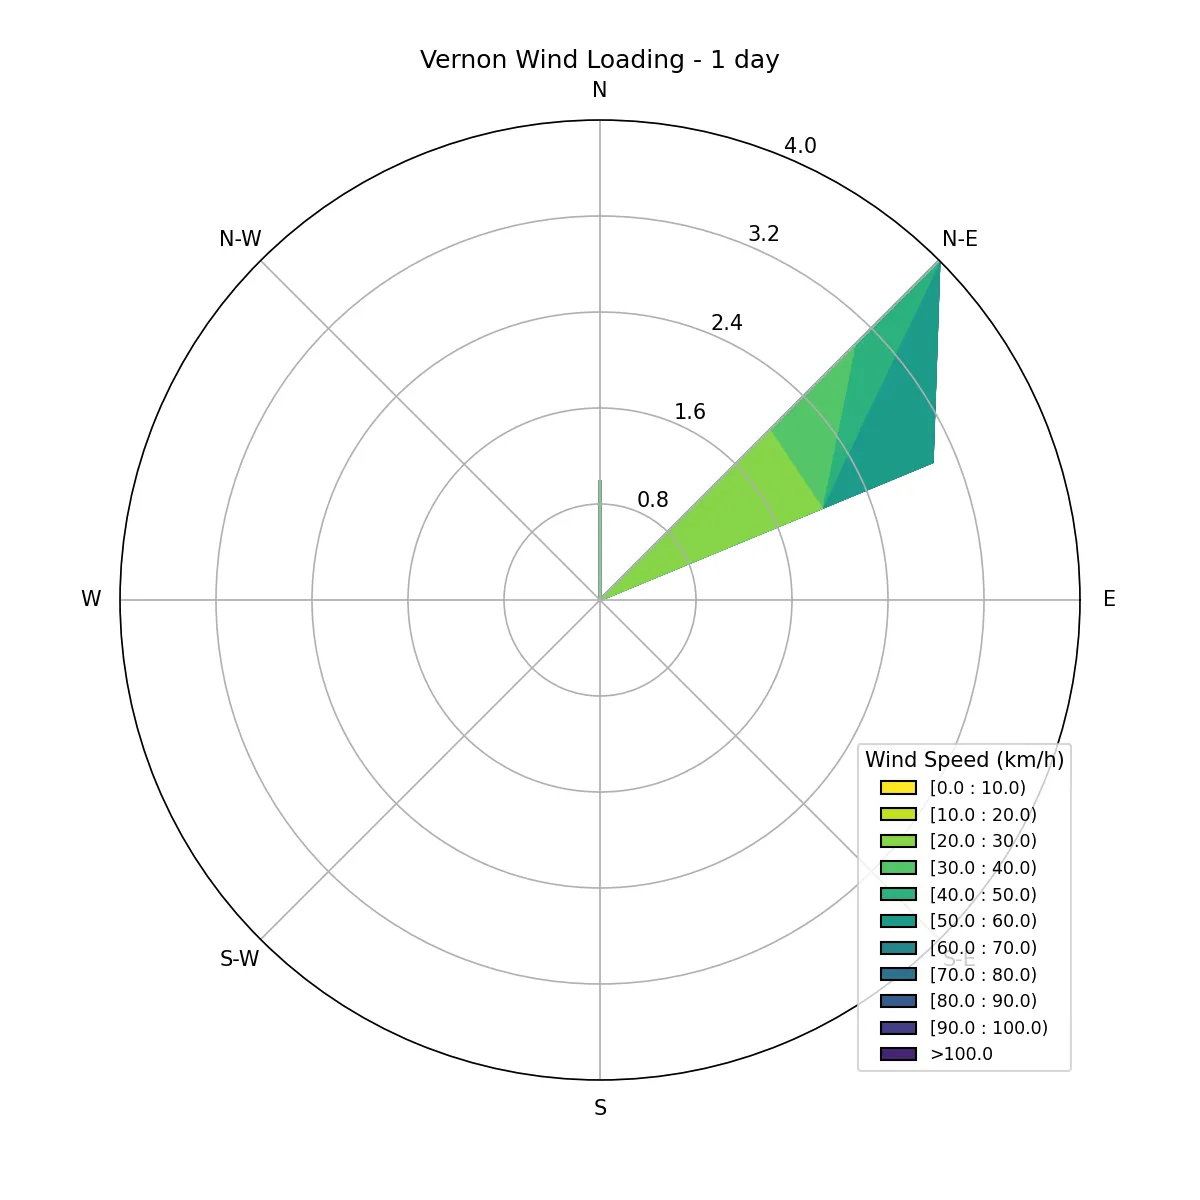 Vernon Wind Loading - 1 day
N
4.0
N-W
3.2
N-E
2.4
1.6
0.8
W
E
Wind Speed (km/h)
[0.0 : 10.0)
[10.0 : 20.0)
[20.0 : 30.0)
[30.0 : 40.0)
[40.0 : 50.0)
[50.0 : 60.0)
[60.0 : 70.0)
S-W
S-E
[70.0 : 80.0)
[80.0 : 90.0)
[90.0 : 100.0)
>100.0
S